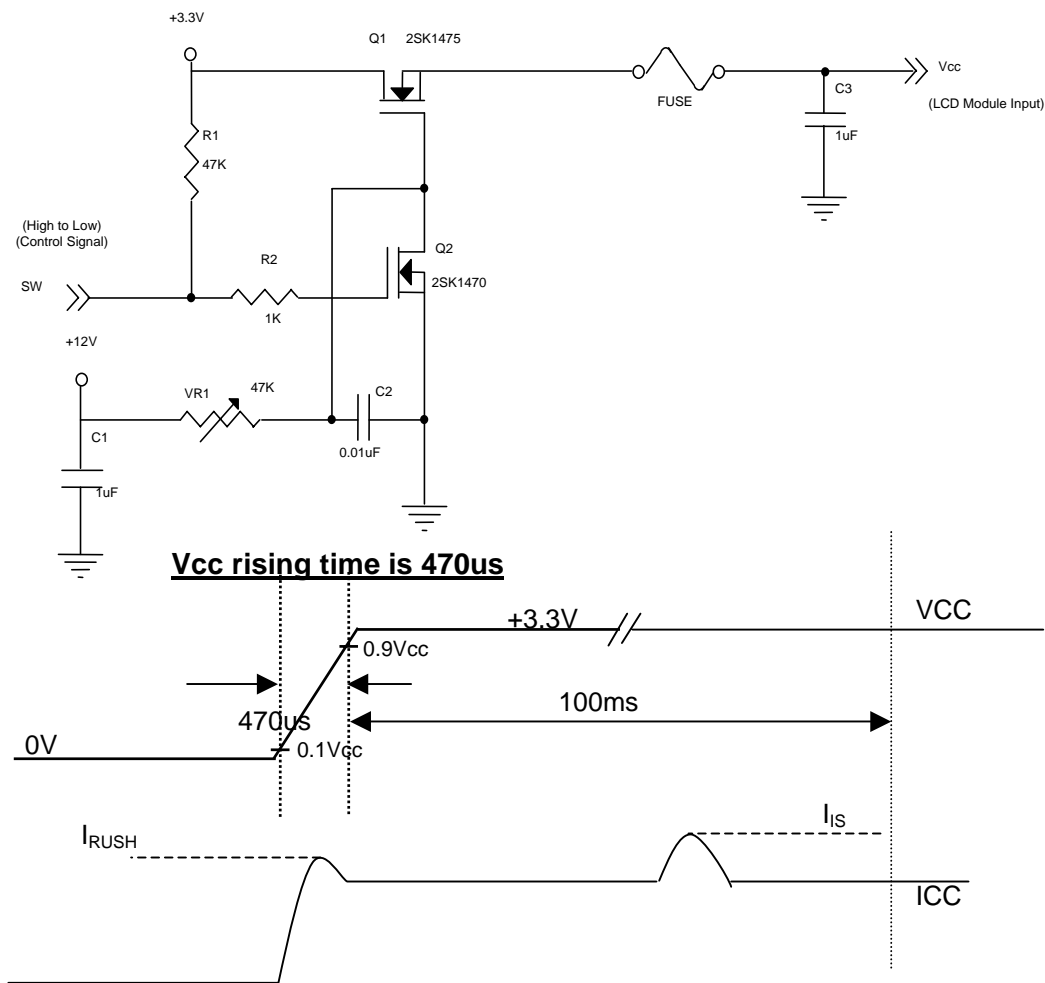 +3.3V
Q1 2SK1475
Vcc
FUSE
C3
(LCD Module Input)
R1
47K
1uF
(High to Low)
(Control Signal)
R2
Q2
SW
2SK1470
1K
+12V
VR1 47K
C2
C1
0.01uF
1uF
Vcc rising time is 470us
+3.3V
VCC
0.9Vcc
470us
100ms
0V
0.1Vcc
IRUSH
IIS
ICC